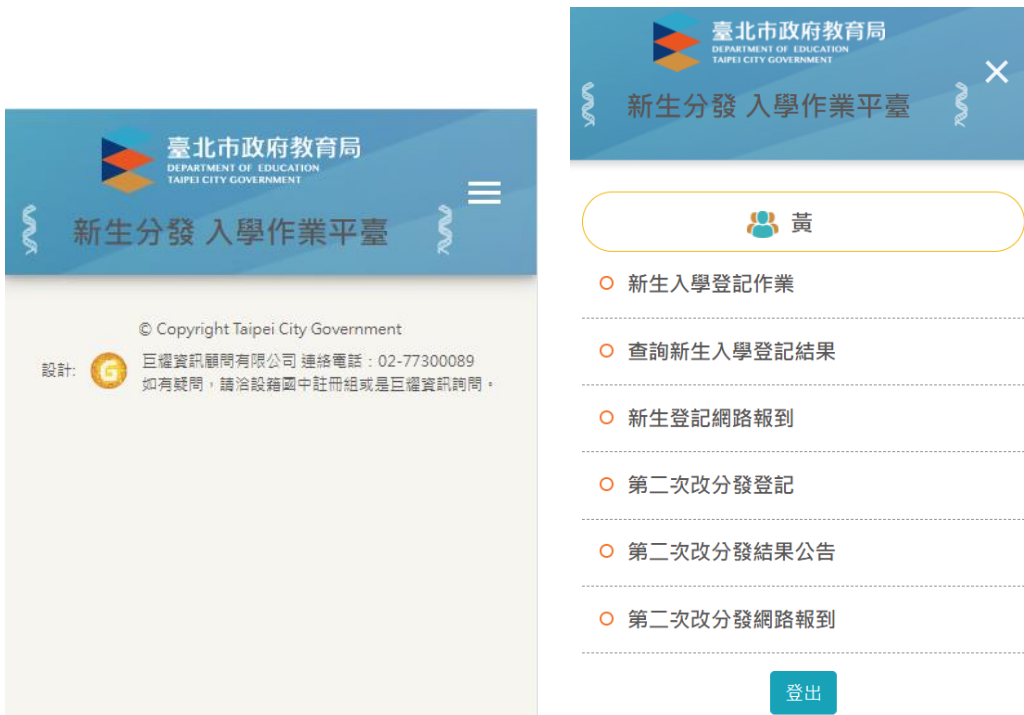 臺北市政府教育局
DEPARTMENT OF EDUCATION
TAIPEI CITY GOVERNMENT
新生分發 入學作業平臺
© Copyright Taipei City Government
設計:
巨耀資訊顧問有限公司 連絡電話：02-77300089
如有疑問，請洽設籍國中註冊組或是巨耀資訊詢問。
臺北市政府教育局
DEPARTMENT OF EDUCATION
TAIPEI CITY GOVERNMENT
新生分發 入學作業平臺
黃
新生入學登記作業
查詢新生入學登記結果
新生登記網路報到
第二次改分發登記
第二次改分發結果公告
第二次改分發網路報到
登出